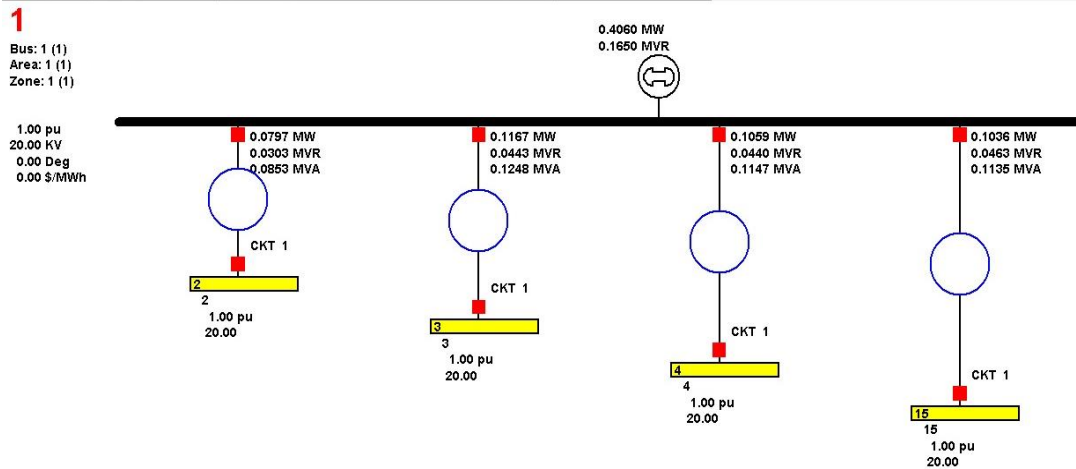 1
Bus: 1 (1)
Area: 1 (1)
Zone: 1 (1)
1.00 pu
20.00 KV
0.00 Deg
0.00 $/MWh
0.4060 MW
0.1650 MVR
0.0797 MW
0.0303 MVR
0.0853 MVA
CKT 1
2
2
1.00 pu
20.00
0.1167 MW
0.0443 MVR
0.1248 MVA
CKT 1
3
3
1.00 pu
20.00
0.1059 MW
0.0440 MVR
0.1147 MVA
CKT 1
4
4
1.00 pu
20.00
0.1036 MW
0.0463 MVR
0.1135 MVA
CKT 1
15
15
1.00 pu
20.00